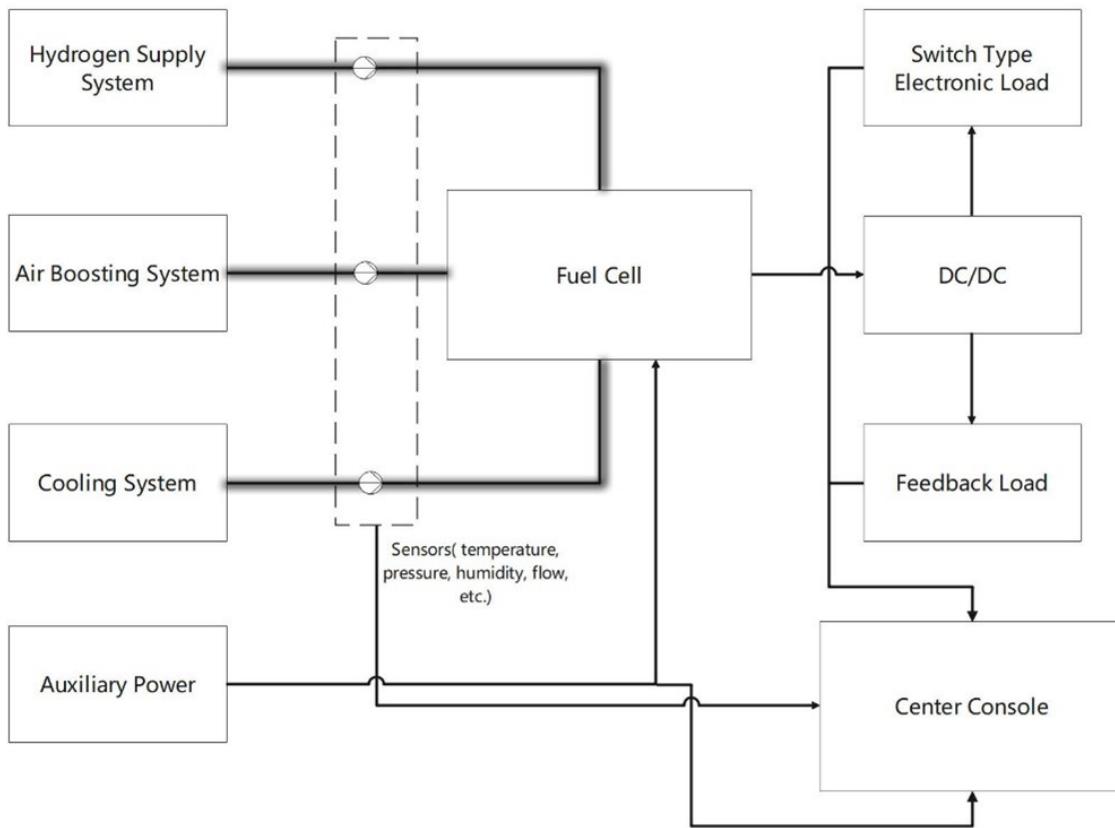 Hydrogen Supply
System
Switch Type
Electronic Load
Air Boosting System
Fuel Cell
DC/DC
Cooling System
Feedback Load
Sensors( temperature,
pressure, humidity, flow,
etc.)
Auxiliary Power
Center Console